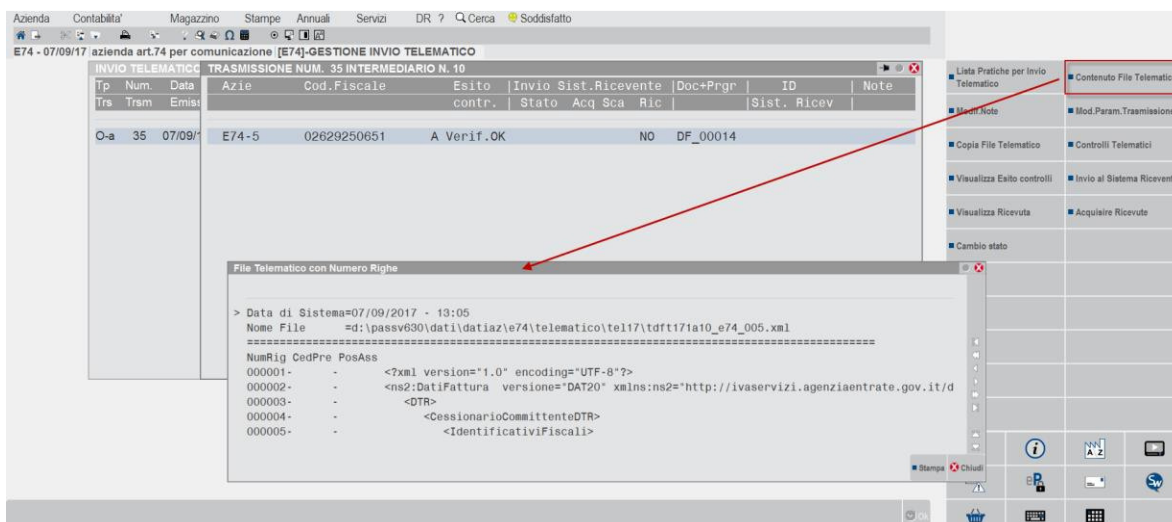 Azienda Contabilita' Magazzino Stampe Annuali Servizi DR ? Cerca Soddisfatto
E74 - 07/09/17 azienda art.74 per comunicazione [E74]-GESTIONE INVIO TELEMATICO
INVIO TELEMATICO
TRASMISSIONE NUM. 35 INTERMEDIARIO N. 10
Tp Num. Data
Trs Trsm Emis
Azie Cod.Fiscale Esito |Invio Sist.Ricevente |Doc+Prgr | ID | Note
contr. | Stato Acq Sca Ric | |Sist. Ricev |
O-a 35 07/09/
E74-5 02629250651 A Verif.OK NO DF_00014
Lista Pratiche per Invio Telematico
Contenuto File Telematic
Modif.Note
Mod.Param.Trasmissione
Copia File Telematico
Controlli Telematici
Visualizza Esito controlli
Invio al Sistema Ricevent
Visualizza Ricevuta
Acquisire Ricevute
Cambio stato
File Telematico con Numero Righe
> Data di Sistema=07/09/2017 - 13:05
Nome File =d:\passv630\dati\datiaz\e74\telematico\tel17\tdft171a10_e74_005.xml
==========================================================================================
NumRig CedPre PosAss
000001- - <?xml version="1.0" encoding="UTF-8"?>
000002- - <ns2:DatiFattura versione="DAT20" xmlns:ns2="http://ivaservizi.agenziaentrate.gov.it/d
000003- - <DTR>
000004- - <CessionarioCommittenteDTR>
000005- - <IdentificativiFiscali>
Stampa Chiudi
Ok
i
A Z
eP
Sw